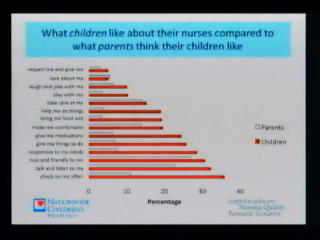 What children like about their nurses compared to
what parents think their children like
respect me and give me
care about me
laugh and joke with me
play with me
take care of me
help me do things
bring me food and
make me comfortable
give me medications
give me things to do
responsive to my needs
nice and friendly to me
talk and listen to me
check on me often
Parents
Children
0 10 20 30 40
Percentage
NATIONWIDE
CHILDREN'S
Interdisciplinary
Nursing Quality
Research Initiative